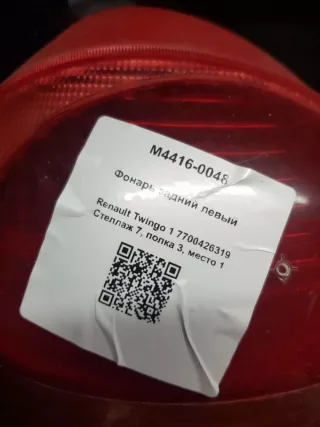 M4416-0048
Фонарь задний левый
Renault Twingo 1 7700426319
Стеллаж 7, полка 3, место 1